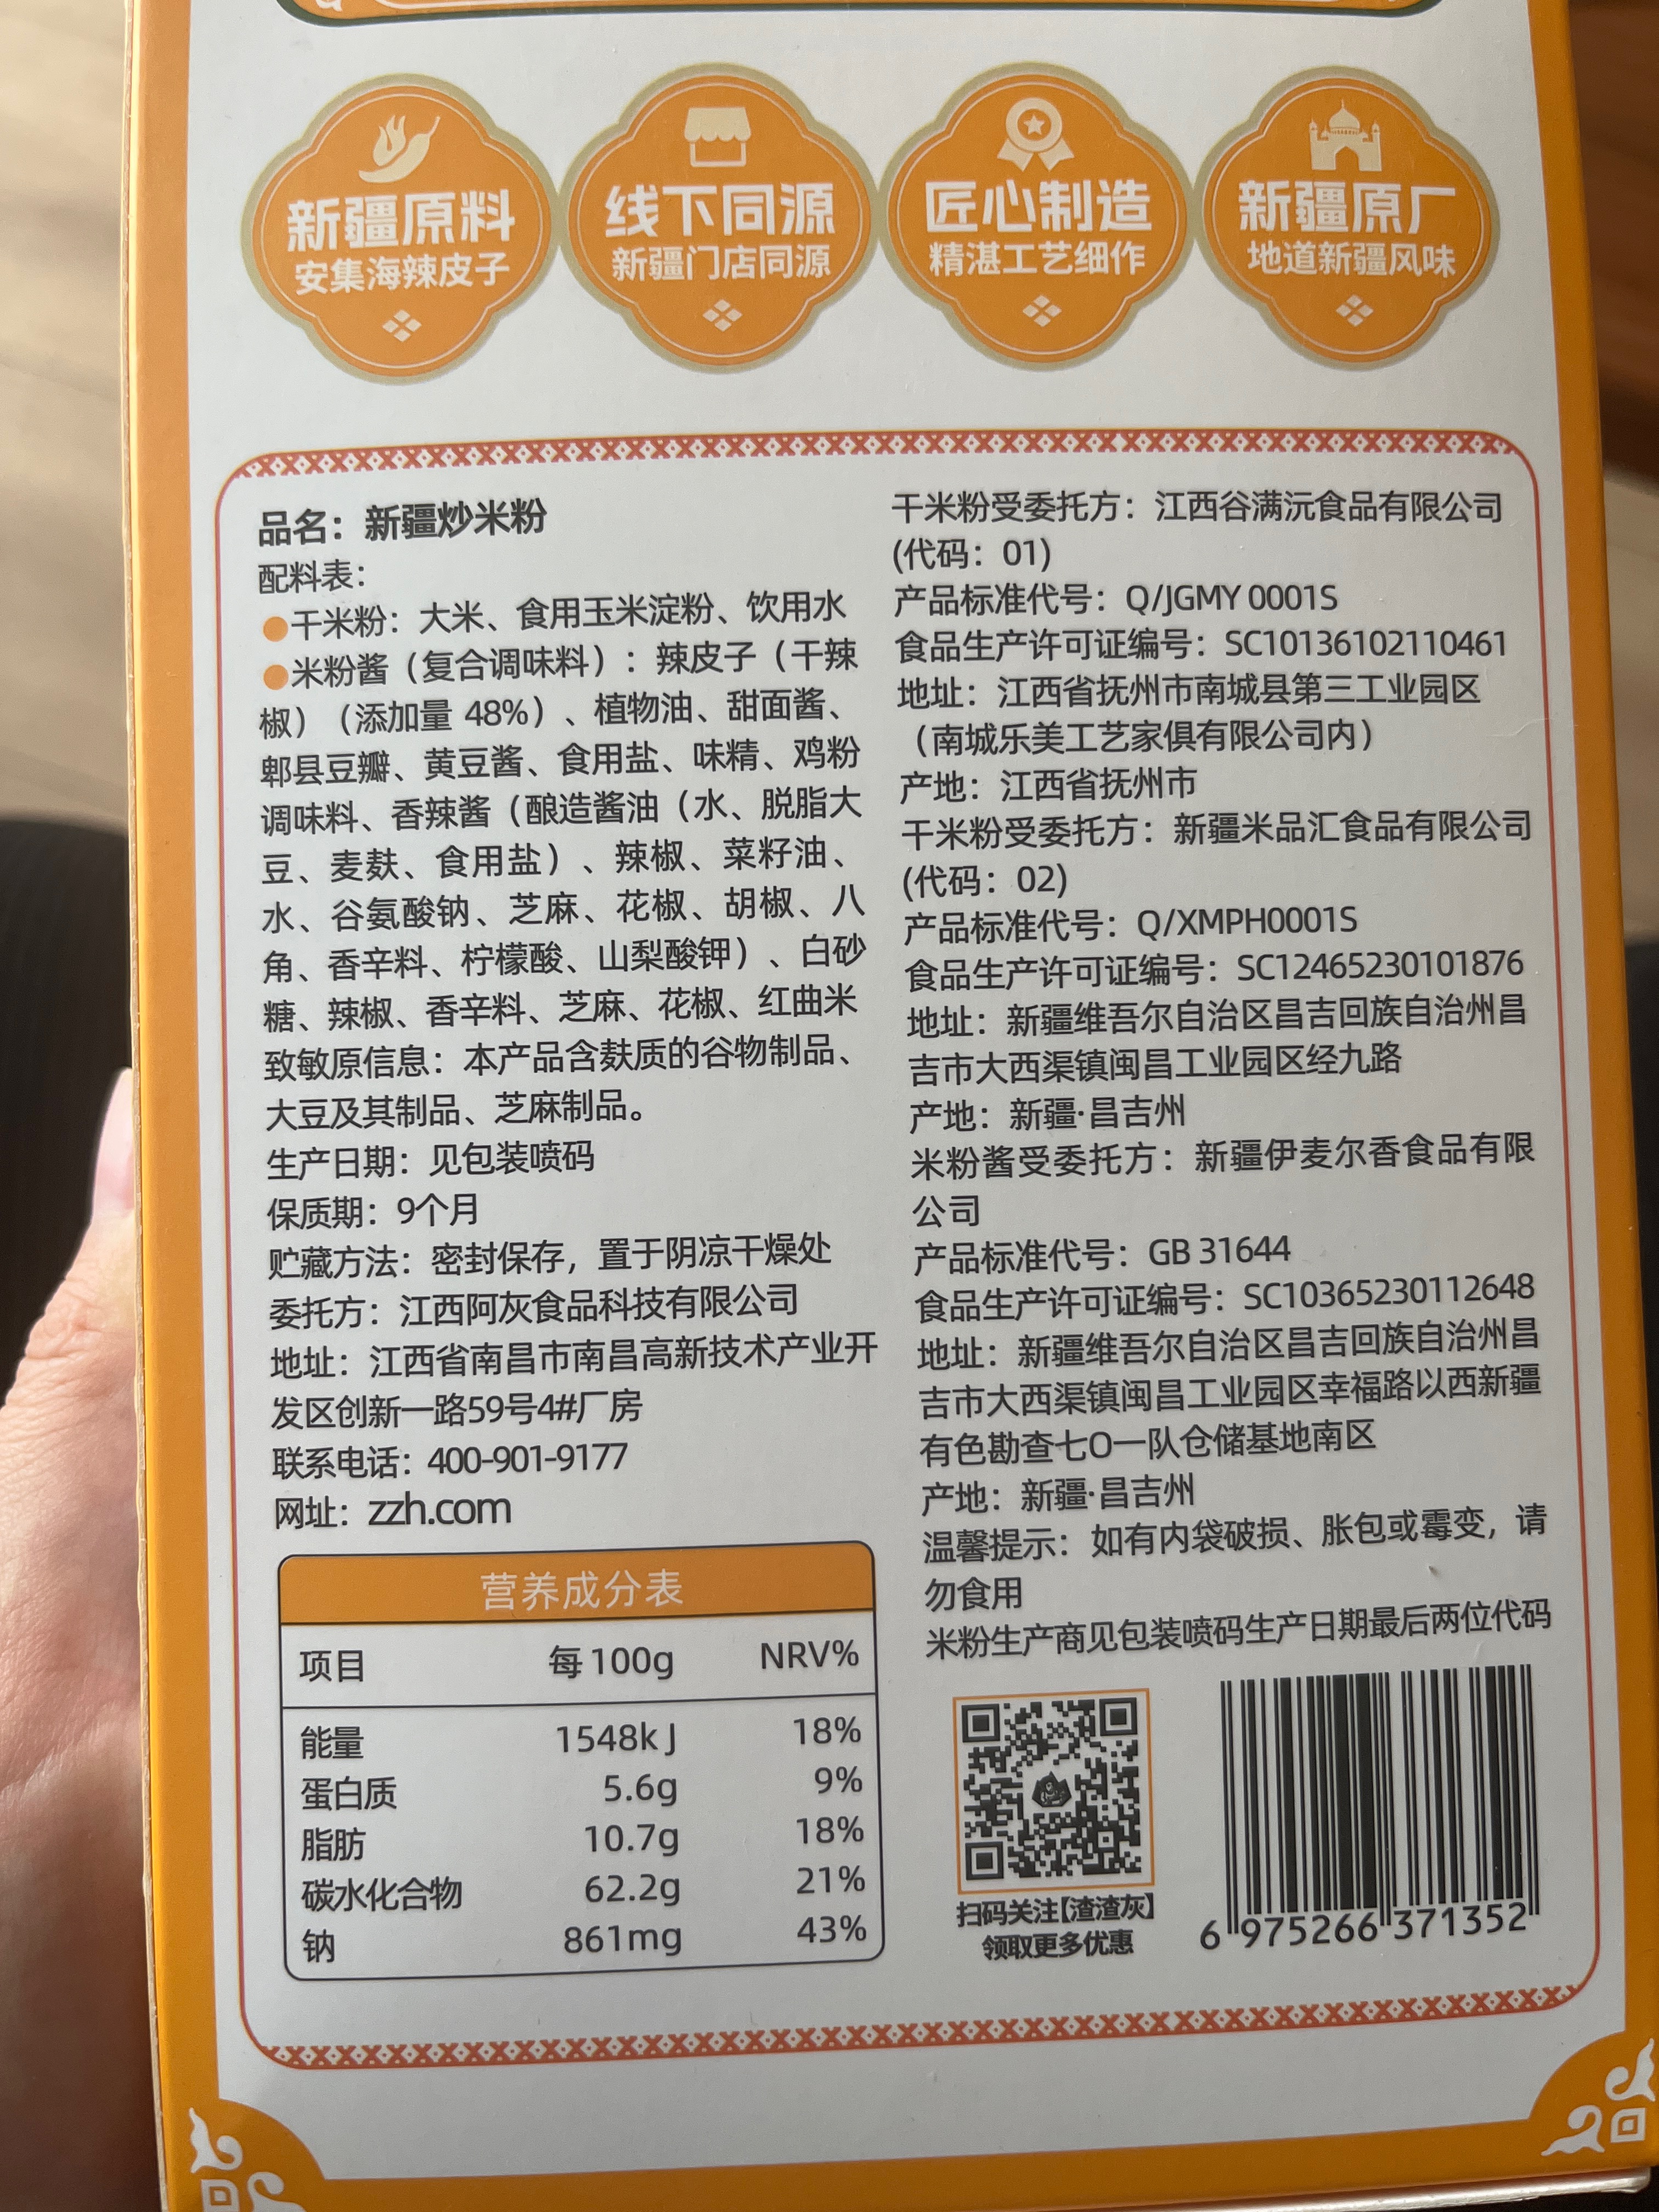 新疆原料
安集海辣皮子
线下同源
新疆门店同源
匠心制造
精湛工艺细作
新疆原厂
地道新疆风味
品名：新疆炒米粉
配料表：
●干米粉：大米、食用玉米淀粉、饮用水
●米粉酱（复合调味料）：辣皮子（干辣
椒）（添加量 48%）、植物油、甜面酱、
郫县豆瓣、黄豆酱、食用盐、味精、鸡粉
调味料、香辣酱（酿造酱油（水、脱脂大
豆、麦麸、食用盐）、辣椒、菜籽油、
水、谷氨酸钠、芝麻、花椒、胡椒、八
角、香辛料、柠檬酸、山梨酸钾）、白砂
糖、辣椒、香辛料、芝麻、花椒、红曲米
致敏原信息：本产品含麸质的谷物制品、
大豆及其制品、芝麻制品。
生产日期：见包装喷码
保质期：9个月
贮藏方法：密封保存，置于阴凉干燥处
委托方：江西阿灰食品科技有限公司
地址：江西省南昌市南昌高新技术产业开
发区创新一路59号4#厂房
联系电话：400-901-9177
网址：zzh.com
营养成分表
项目 每100g NRV%
能量 1548kJ 18%
蛋白质 5.6g 9%
脂肪 10.7g 18%
碳水化合物 62.2g 21%
钠 861mg 43%
干米粉受委托方：江西谷满沅食品有限公司
(代码：01)
产品标准代号：Q/JGMY 0001S
食品生产许可证编号：SC10136102110461
地址：江西省抚州市南城县第三工业园区
（南城乐美工艺家俱有限公司内）
产地：江西省抚州市
干米粉受委托方：新疆米品汇食品有限公司
(代码：02)
产品标准代号：Q/XMPH0001S
食品生产许可证编号：SC12465230101876
地址：新疆维吾尔自治区昌吉回族自治州昌
吉市大西渠镇闽昌工业园区经九路
产地：新疆·昌吉州
米粉酱受委托方：新疆伊麦尔香食品有限
公司
产品标准代号：GB 31644
食品生产许可证编号：SC10365230112648
地址：新疆维吾尔自治区昌吉回族自治州昌
吉市大西渠镇闽昌工业园区幸福路以西新疆
有色勘查七O一队仓储基地南区
产地：新疆·昌吉州
温馨提示：如有内袋破损、胀包或霉变，请
勿食用
米粉生产商见包装喷码生产日期最后两位代码
扫码关注【渣渣灰】
领取更多优惠
6 975266 371352